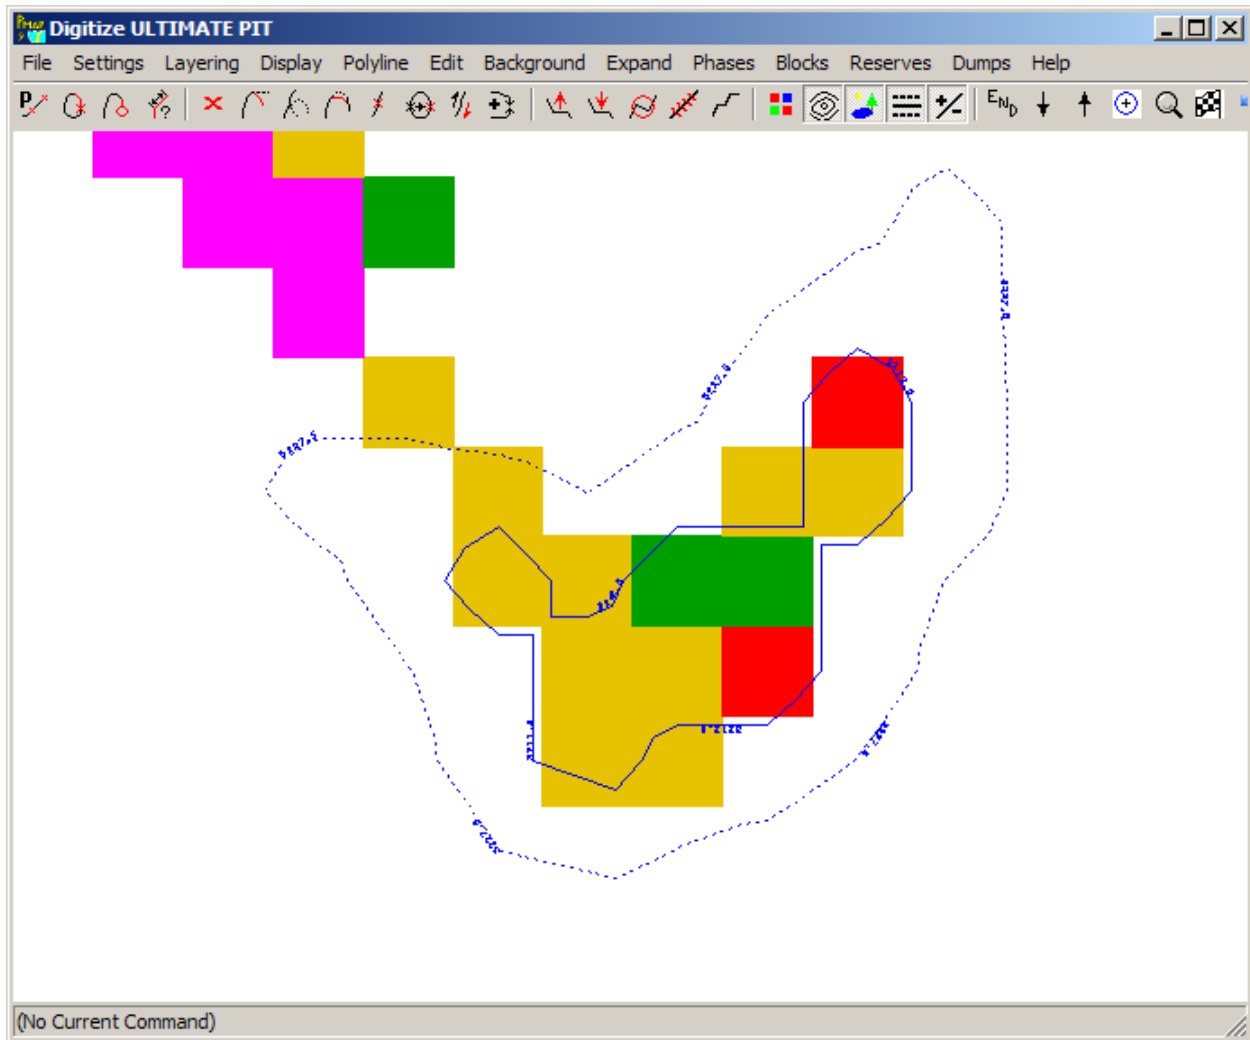 Digitize ULTIMATE PIT
File Settings Layering Display Polyline Edit Background Expand Phases Blocks Reserves Dumps Help
END
(No Current Command)